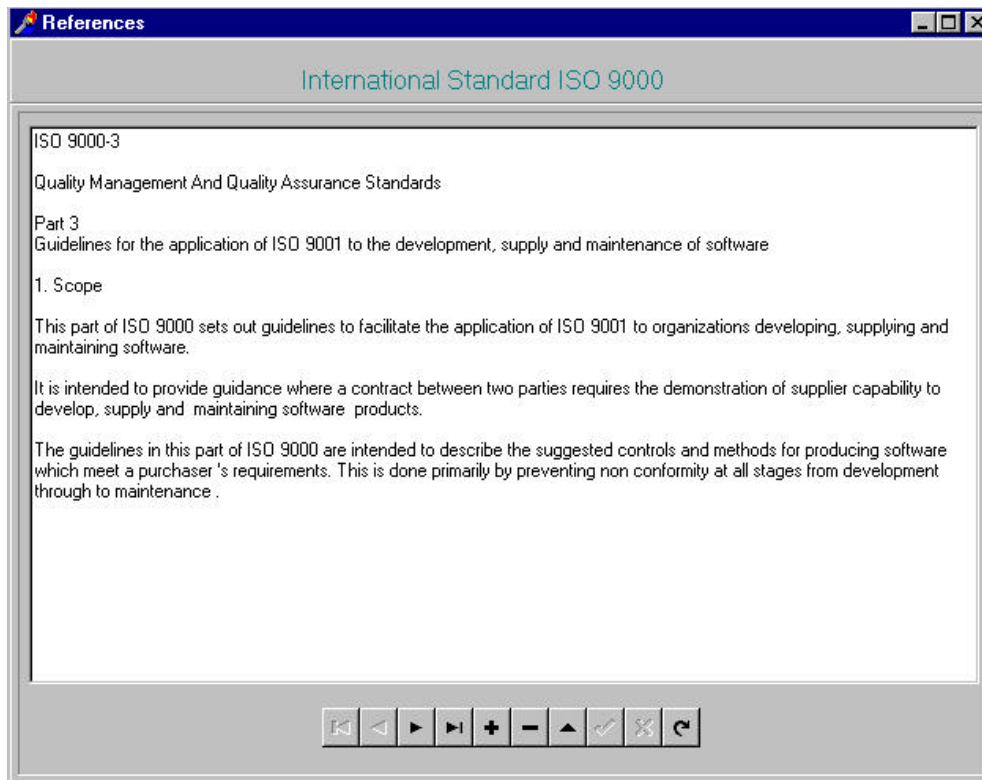 References
International Standard ISO 9000
ISO 9000-3
Quality Management And Quality Assurance Standards
Part 3
Guidelines for the application of ISO 9001 to the development, supply and maintenance of software
1. Scope
This part of ISO 9000 sets out guidelines to facilitate the application of ISO 9001 to organizations developing, supplying and
maintaining software.
It is intended to provide guidance where a contract between two parties requires the demonstration of supplier capability to
develop, supply and  maintaining software  products.
The guidelines in this part of ISO 9000 are intended to describe the suggested controls and methods for producing software
which meet a purchaser 's requirements. This is done primarily by preventing non conformity at all stages from development
through to maintenance .